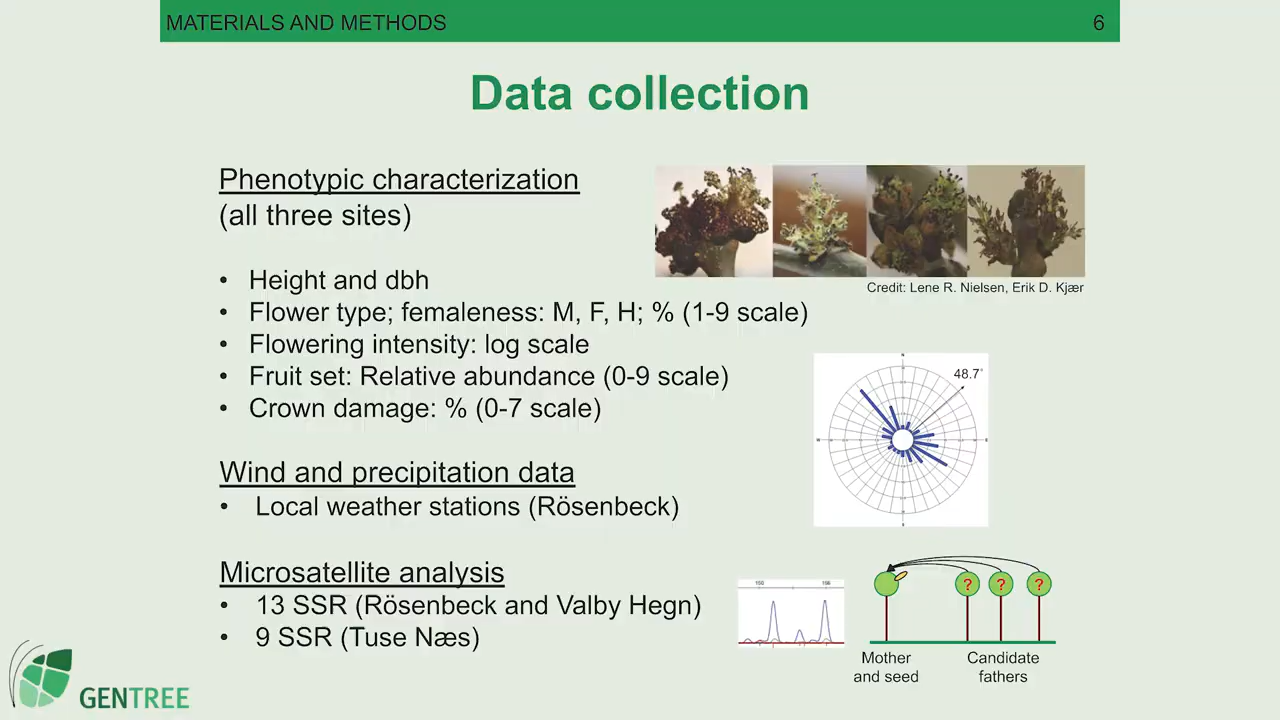 MATERIALS AND METHODS
6
Data collection
Phenotypic characterization
(all three sites)
• Height and dbh
• Flower type; femaleness: M, F, H; % (1-9 scale)
• Flowering intensity: log scale
• Fruit set: Relative abundance (0-9 scale)
• Crown damage: % (0-7 scale)
Credit: Lene R. Nielsen, Erik D. Kjær
48.7°
Wind and precipitation data
• Local weather stations (Rösenbeck)
Microsatellite analysis
• 13 SSR (Rösenbeck and Valby Hegn)
• 9 SSR (Tuse Næs)
? ? ?
Mother
and seed
Candidate
fathers
GENTREE